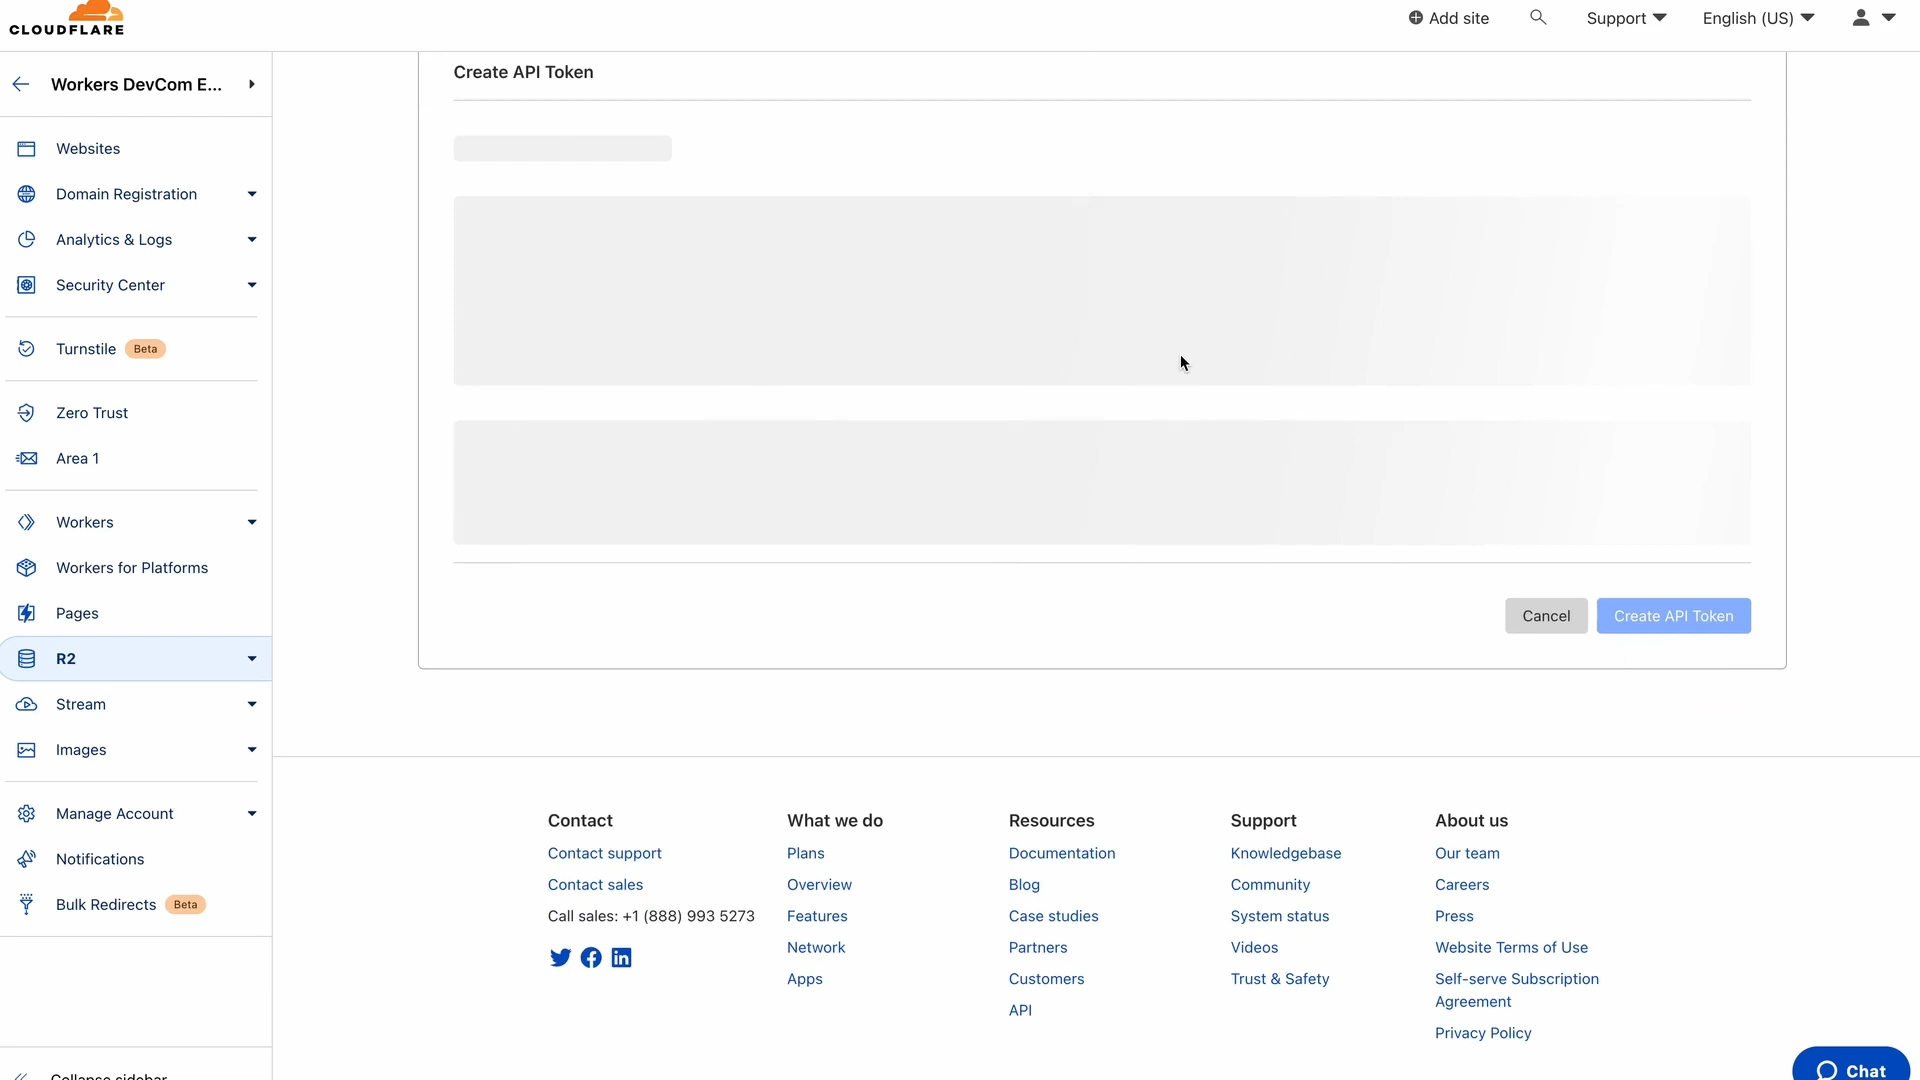 CLOUDFLARE
Add site
Support
English (US)
Workers DevCom E...
Websites
Domain Registration
Analytics & Logs
Security Center
Turnstile Beta
Zero Trust
Area 1
Workers
Workers for Platforms
Pages
R2
Stream
Images
Manage Account
Notifications
Bulk Redirects Beta
Collapse sidebar
Create API Token
Cancel
Create API Token
Contact
Contact support
Contact sales
Call sales: +1 (888) 993 5273
What we do
Plans
Overview
Features
Network
Apps
Resources
Documentation
Blog
Case studies
Partners
Customers
API
Support
Knowledgebase
Community
System status
Videos
Trust & Safety
About us
Our team
Careers
Press
Website Terms of Use
Self-serve Subscription
Agreement
Privacy Policy
Chat